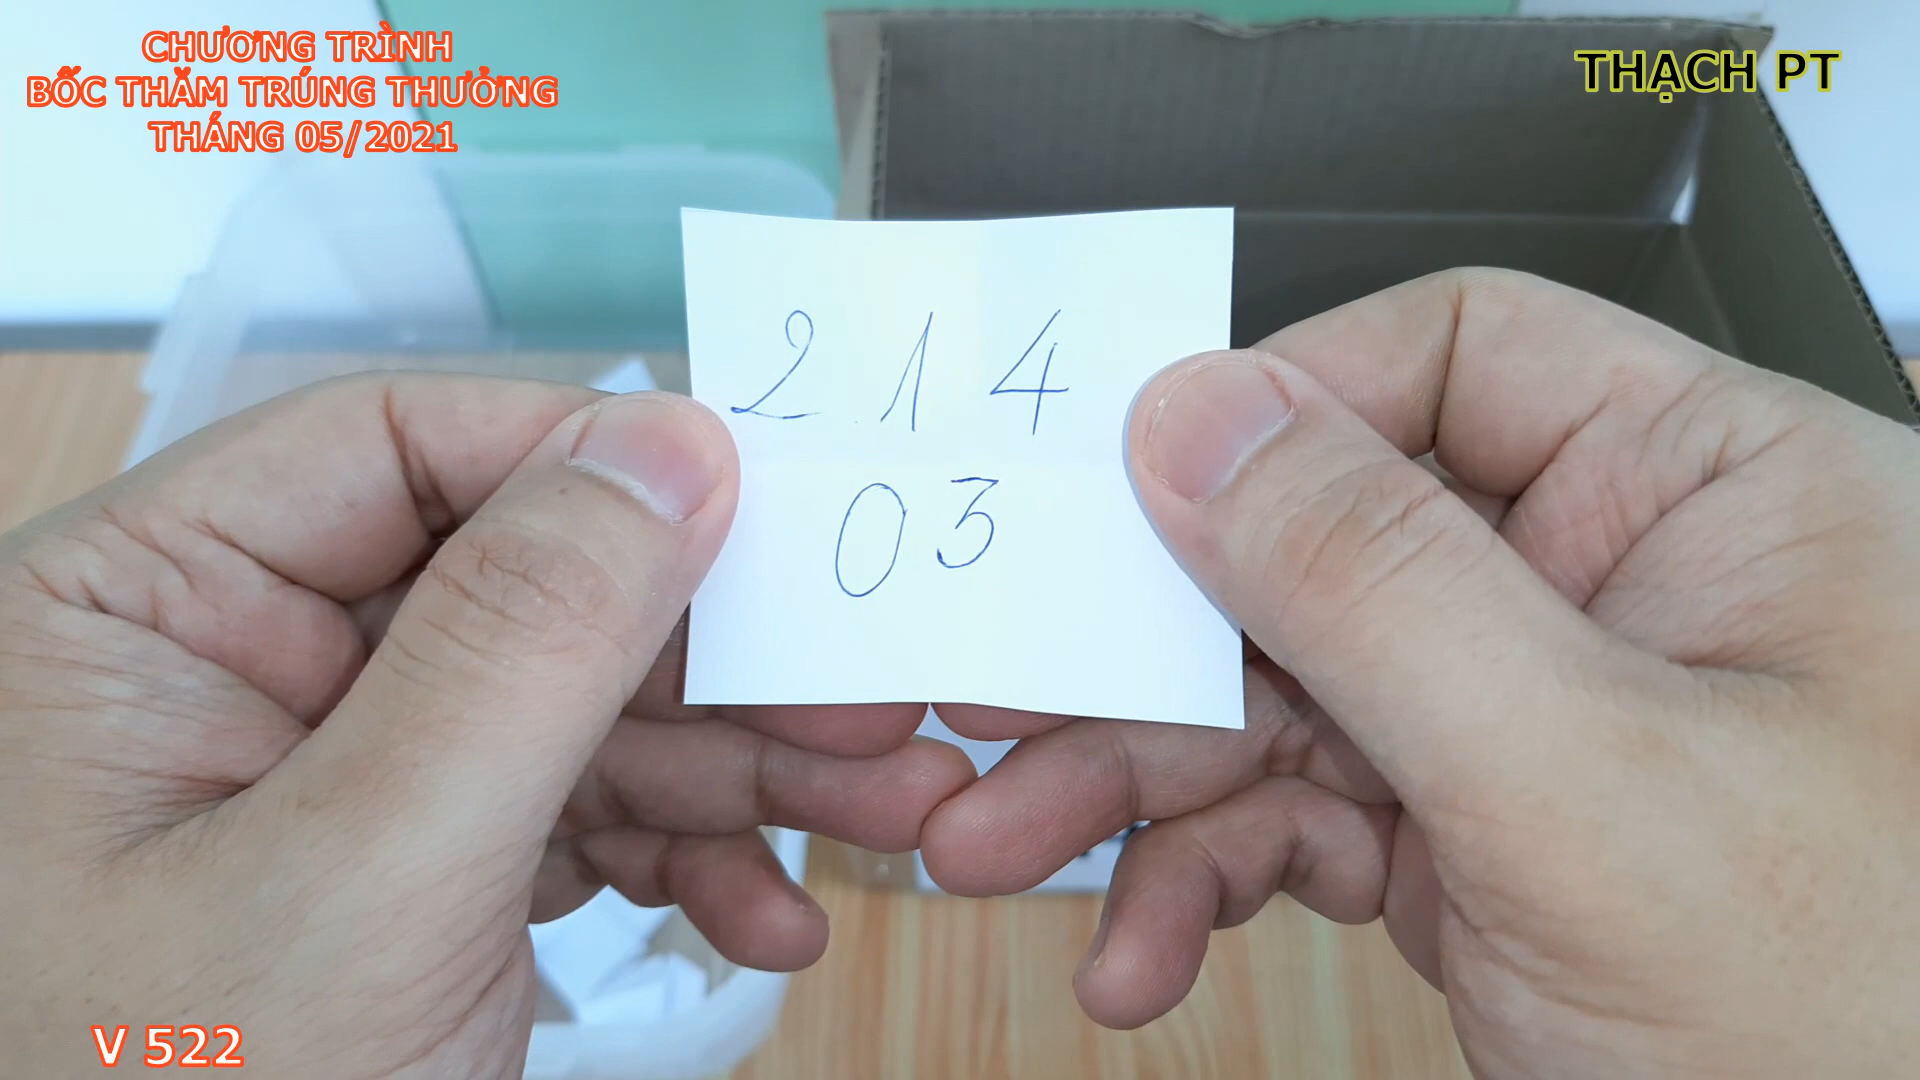 CHƯƠNG TRÌNH
BỐC THĂM TRÚNG THƯỞNG
THÁNG 05/2021
THẠCH PT
214
03
V 522